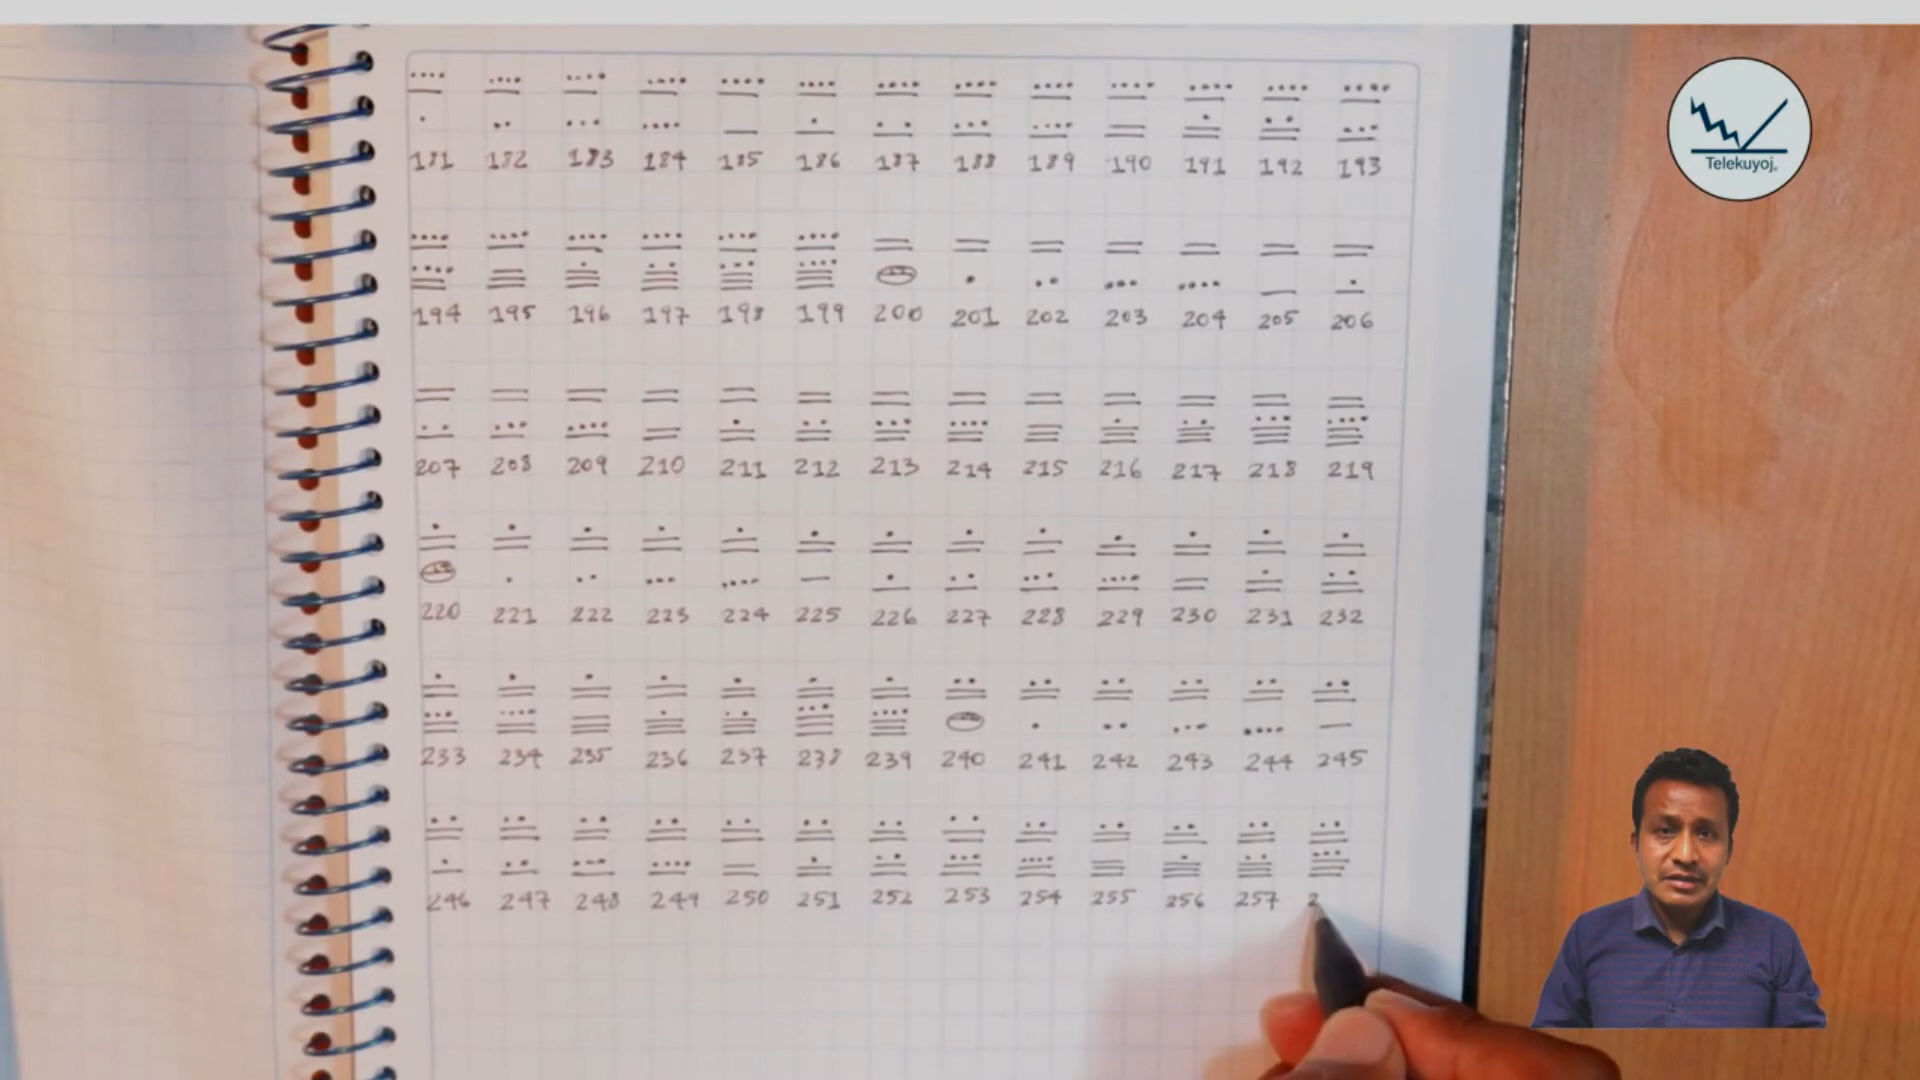 Telekuyoj
181 182 183 184 185 186 187 188 189 190 191 192 193
194 195 196 197 198 199 200 201 202 203 204 205 206
207 208 209 210 211 212 213 214 215 216 217 218 219
220 221 222 223 224 225 226 227 228 229 230 231 232
233 234 235 236 237 238 239 240 241 242 243 244 245
246 247 248 249 250 251 252 253 254 255 256 257 2